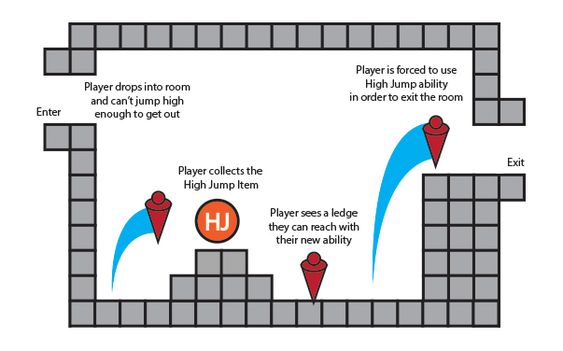 Player drops into room
and can't jump high
enough to get out
Enter
Player is forced to use
High Jump ability
in order to exit the room
Exit
Player collects the
High Jump Item
HJ
Player sees a ledge
they can reach with
their new ability